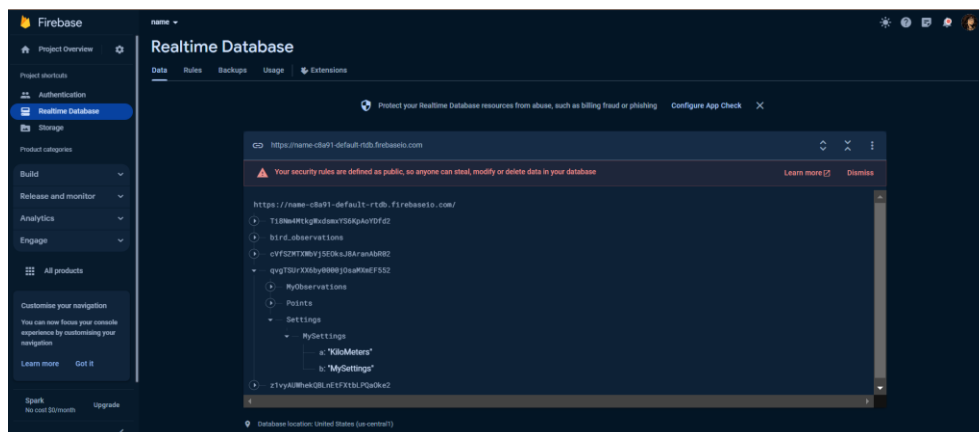 Firebase
name
Project Overview
Realtime Database
Project shortcuts
Data Rules Backups Usage Extensions
Authentication
Realtime Database
Storage
Protect your Realtime Database resources from abuse, such as billing fraud or phishing Configure App Check
Product categories
https://name-c8a91-default-rtdb.firebaseio.com
Build
Your security rules are defined as public, so anyone can steal, modify or delete data in your database Learn more Dismiss
Release and monitor
Analytics
Engage
https://name-c8a91-default-rtdb.firebaseio.com/
bird_observations
All products
MyObservations
Points
Settings
MySettings
a: "KiloMeters"
b: "MySettings"
Customise your navigation
You can now focus your console
experience by customising your
navigation
Learn more Got it
Spark
No cost $0/month
Upgrade
Database location: United States (us-central1)